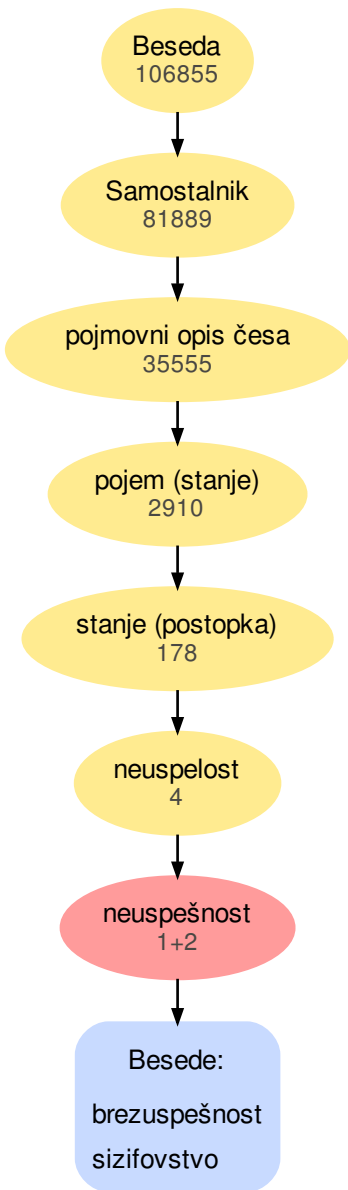 Beseda
106855
Samostalnik
81889
pojmovni opis česa
35555
pojem (stanje)
2910
stanje (postopka)
178
neuspelost
4
neuspešnost
1+2
Besede:
brezuspešnost
sizifovstvo